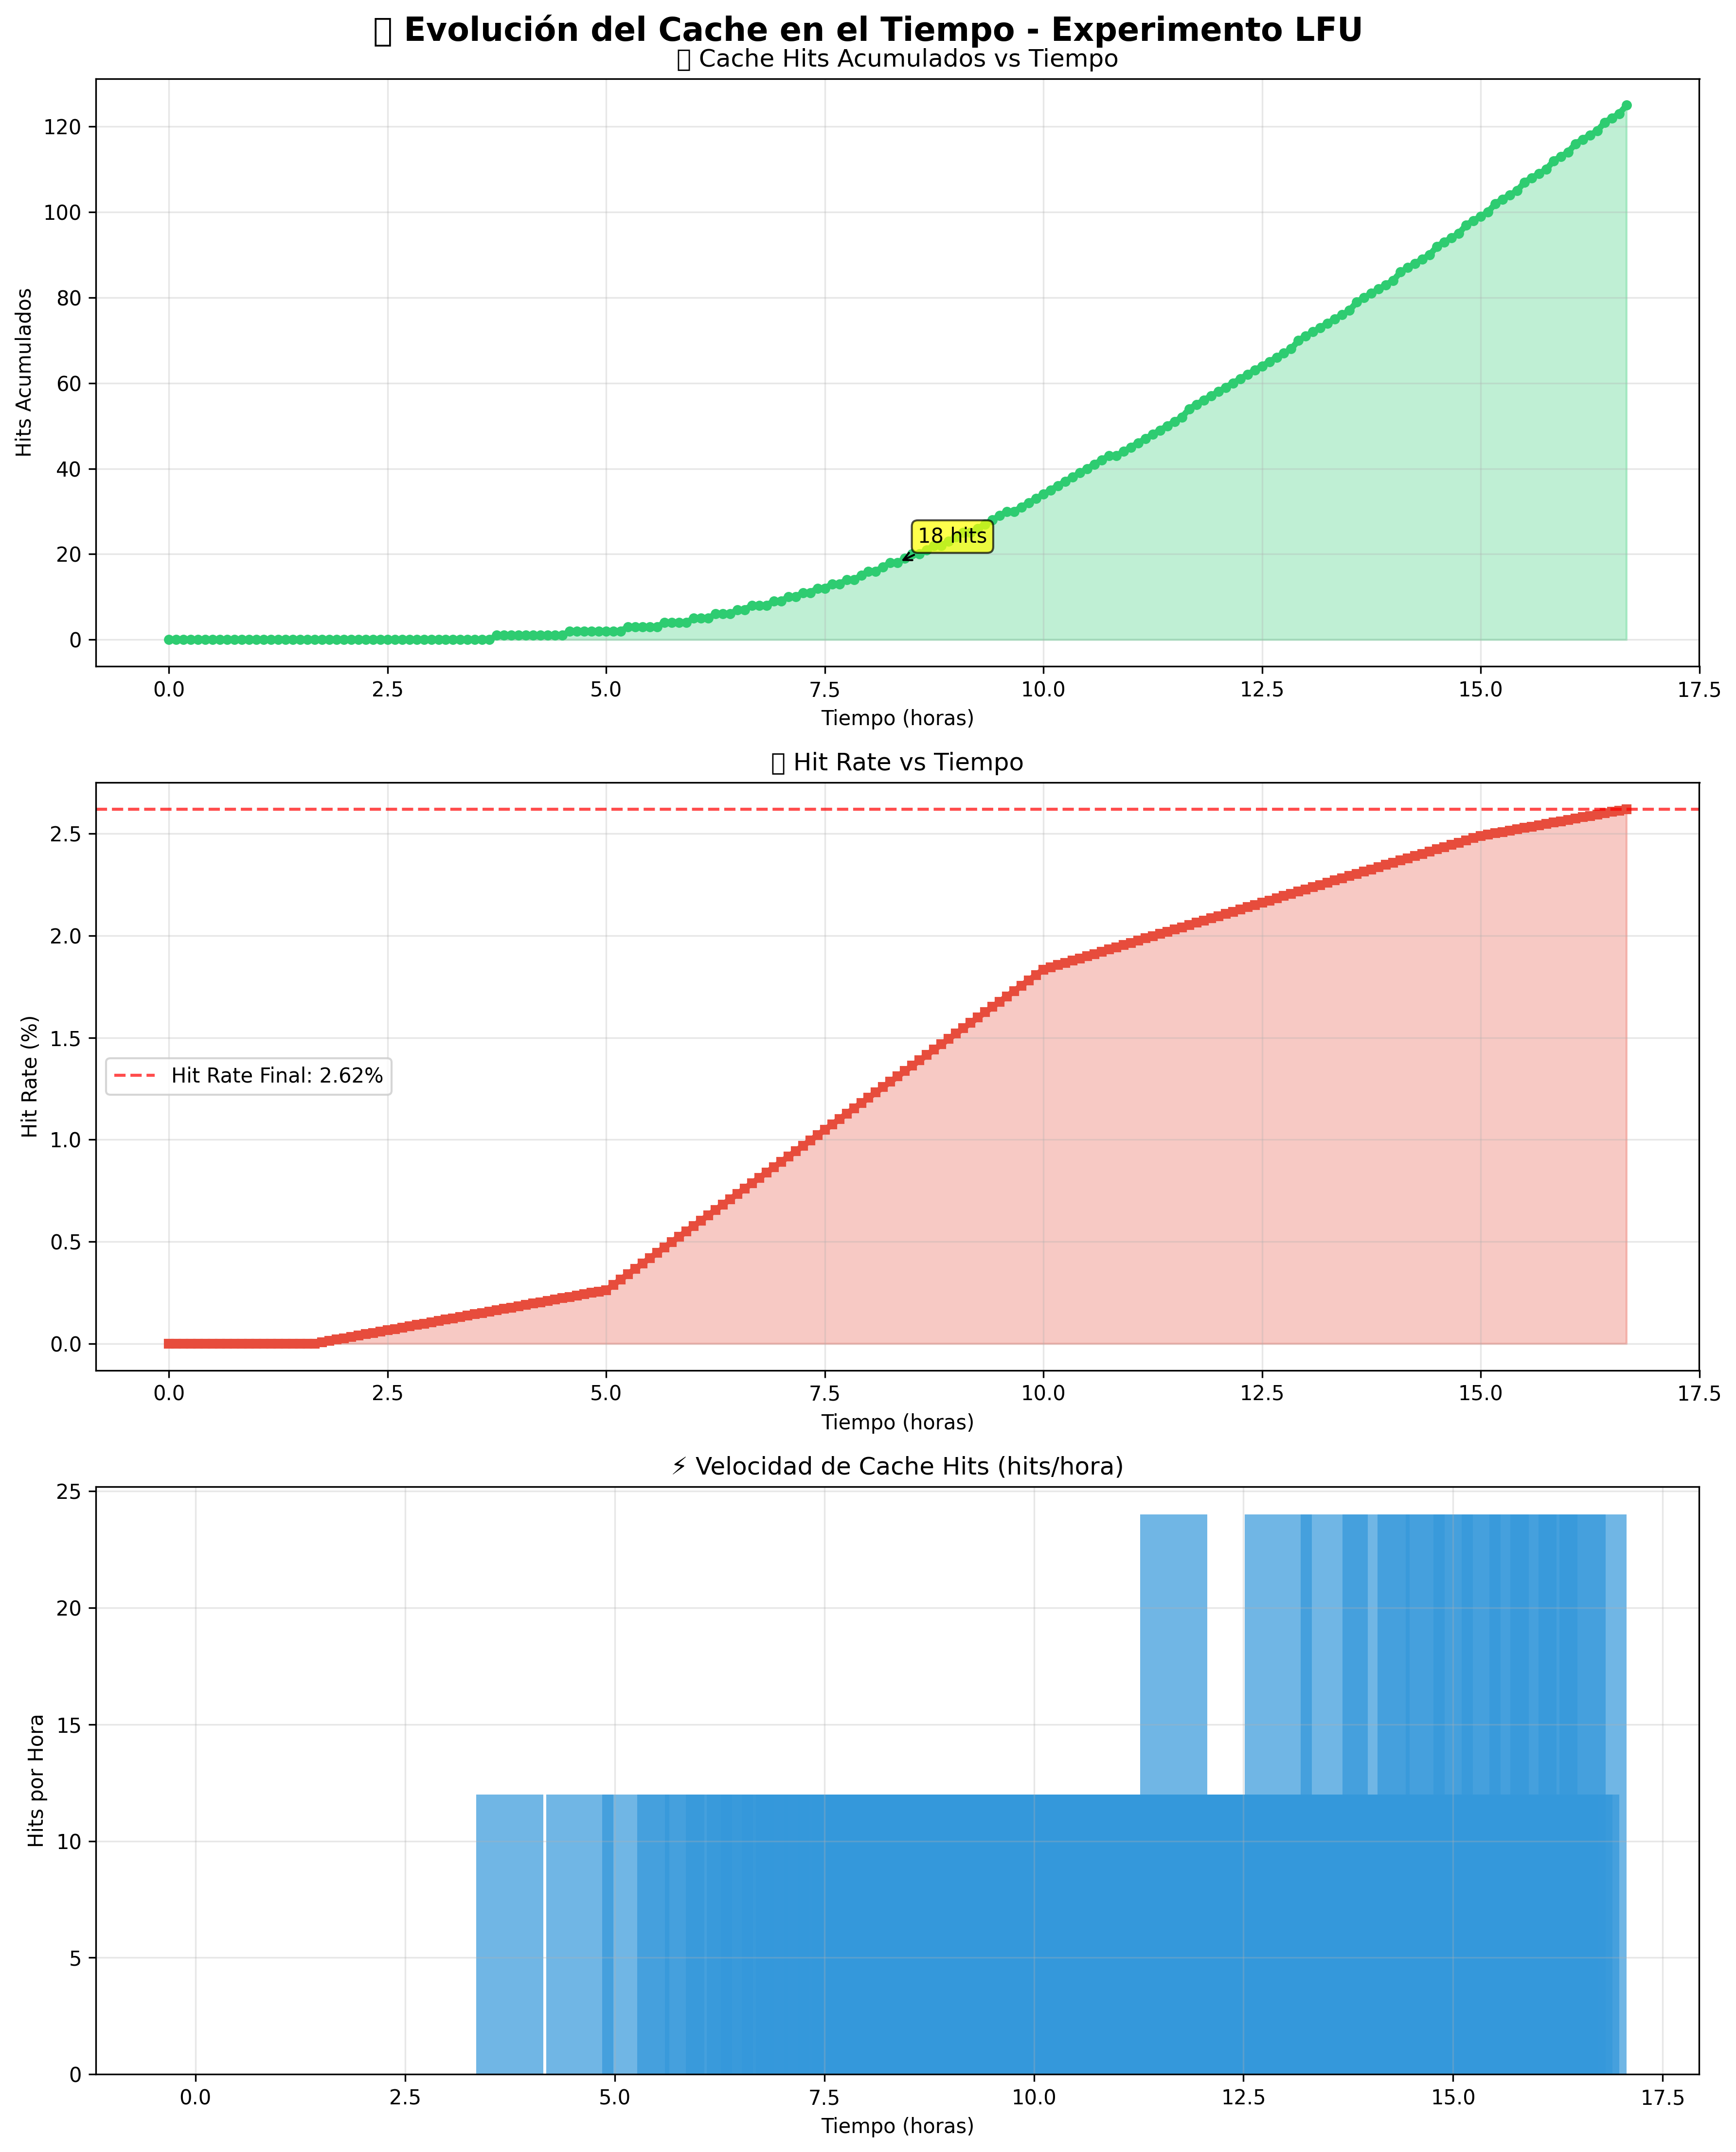 Evolución del Cache en el Tiempo - Experimento LFU
Cache Hits Acumulados vs Tiempo
Hits Acumulados
120
100
80
60
40
20
0
18 hits
0.0 2.5 5.0 7.5 10.0 12.5 15.0 17.5
Tiempo (horas)
Hit Rate vs Tiempo
Hit Rate (%)
2.5
2.0
1.5
1.0
0.5
0.0
Hit Rate Final: 2.62%
0.0 2.5 5.0 7.5 10.0 12.5 15.0 17.5
Tiempo (horas)
⚡ Velocidad de Cache Hits (hits/hora)
Hits por Hora
25
20
15
10
5
0
0.0 2.5 5.0 7.5 10.0 12.5 15.0 17.5
Tiempo (horas)